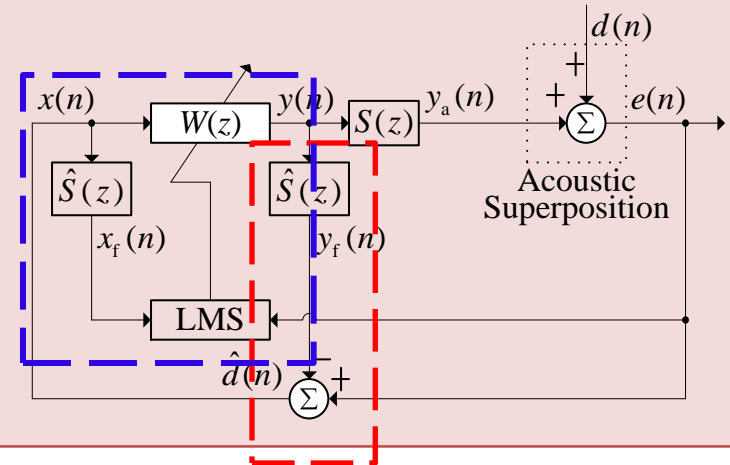 d(n)
+
x(n)
y(n)
y_a(n)
+
e(n)
W(z)
S(z)
Σ
Ŝ(z)
Ŝ(z)
Acoustic
Superposition
x_f(n)
y_f(n)
LMS
d̂(n)
−
+
Σ